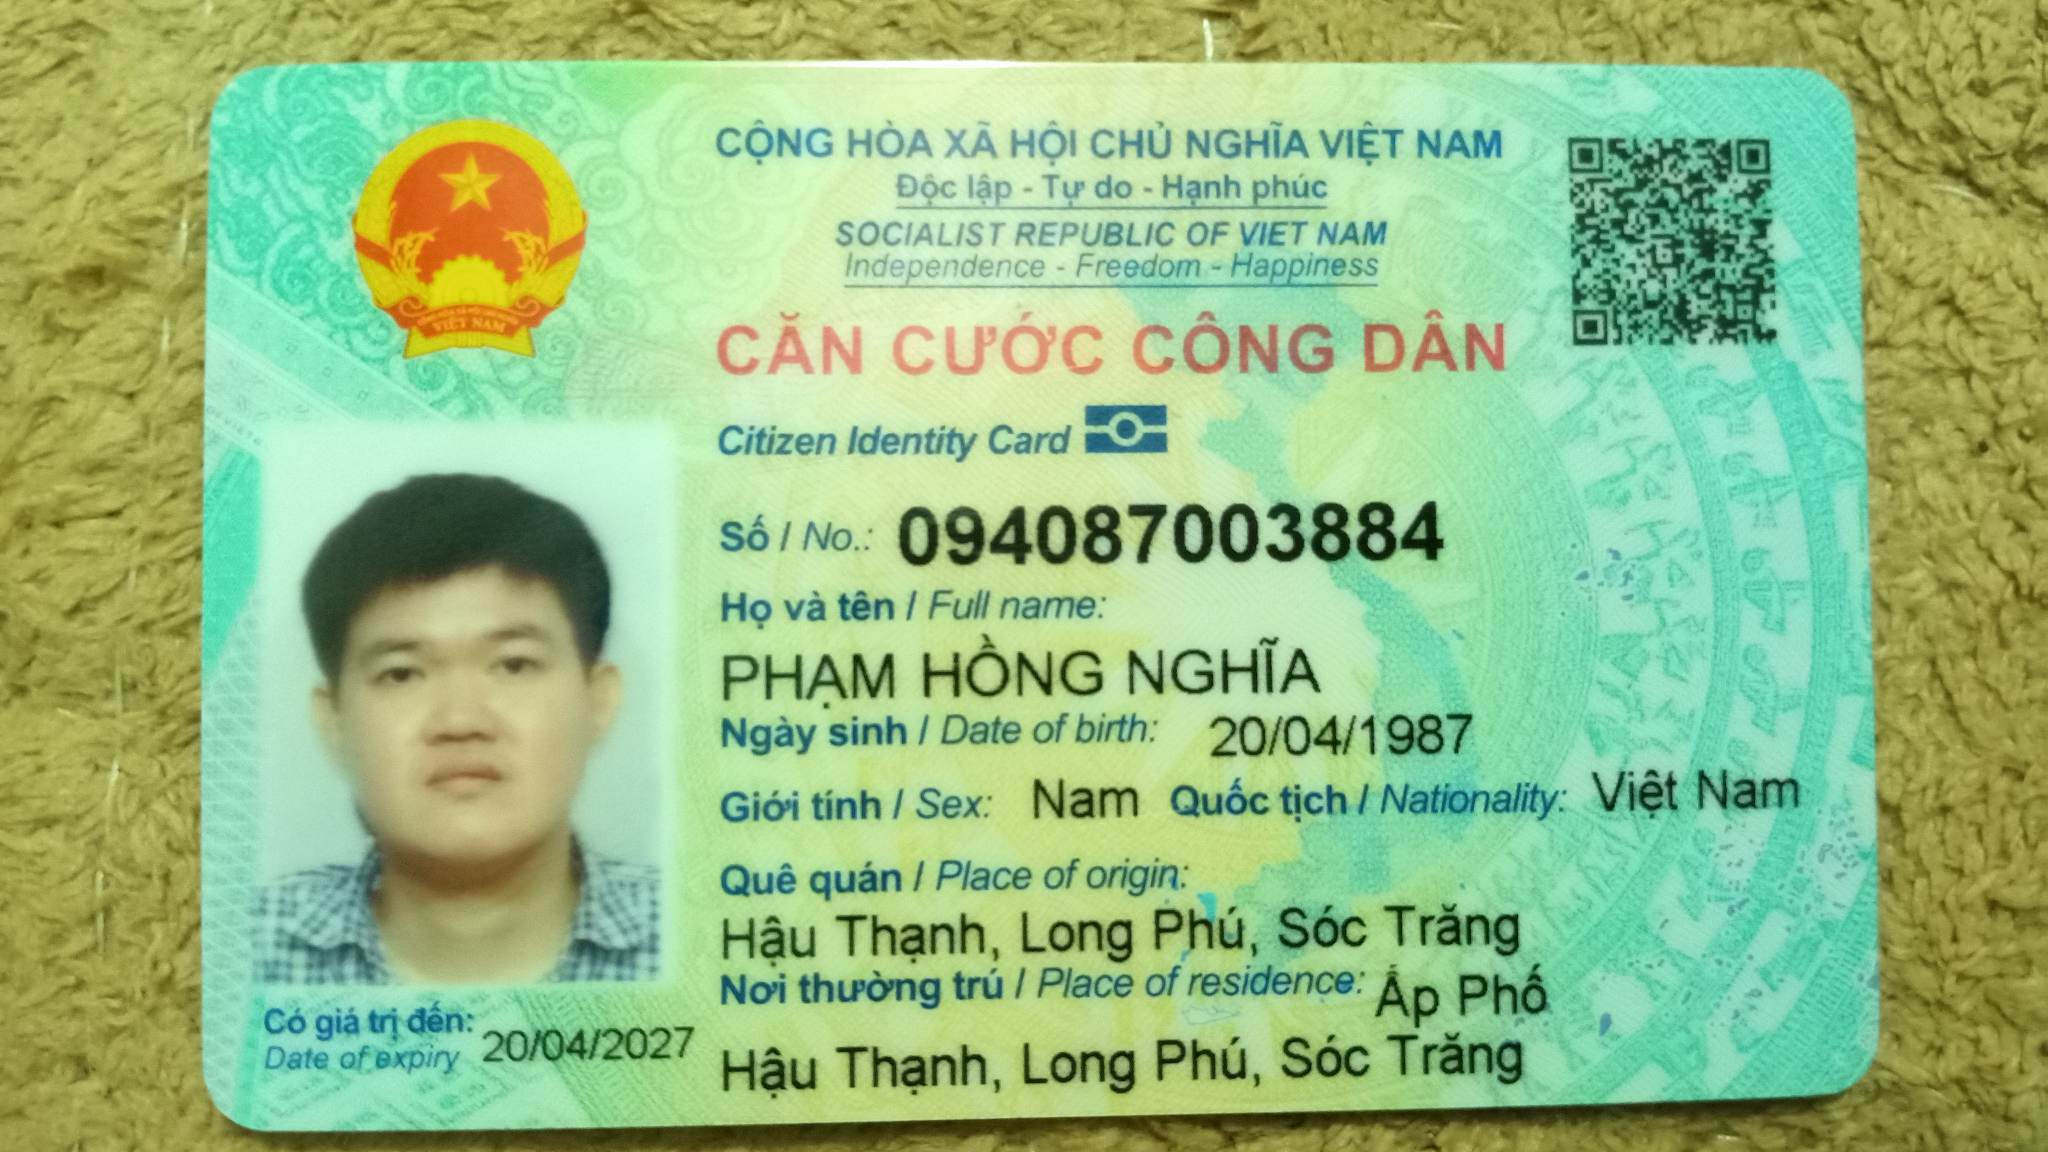 CỘNG HÒA XÃ HỘI CHỦ NGHĨA VIỆT NAM
Độc lập - Tự do - Hạnh phúc
SOCIALIST REPUBLIC OF VIET NAM
Independence - Freedom - Happiness
CĂN CƯỚC CÔNG DÂN
Citizen Identity Card
Số / No.: 094087003884
Họ và tên / Full name:
PHẠM HỒNG NGHĨA
Ngày sinh / Date of birth: 20/04/1987
Giới tính / Sex: Nam Quốc tịch / Nationality: Việt Nam
Quê quán / Place of origin:
Hậu Thạnh, Long Phú, Sóc Trăng
Nơi thường trú / Place of residence: Ấp Phố
Hậu Thạnh, Long Phú, Sóc Trăng
Có giá trị đến: 20/04/2027
Date of expiry
VIỆT NAM